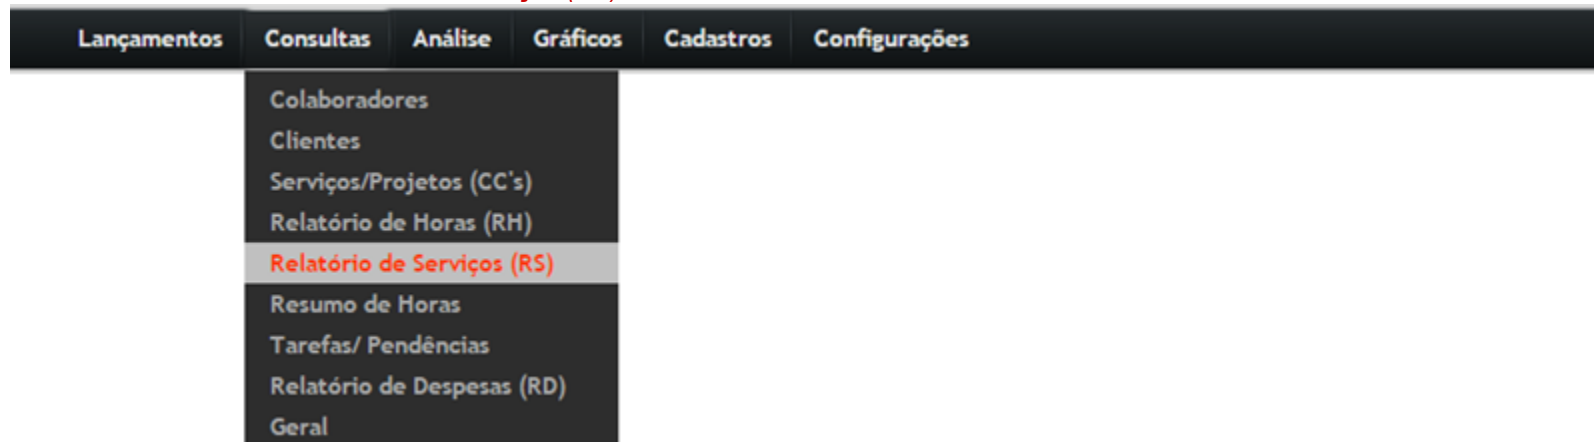 Lançamentos Consultas Análise Gráficos Cadastros Configurações
Colaboradores
Clientes
Serviços/Projetos (CC's)
Relatório de Horas (RH)
Relatório de Serviços (RS)
Resumo de Horas
Tarefas/ Pendências
Relatório de Despesas (RD)
Geral